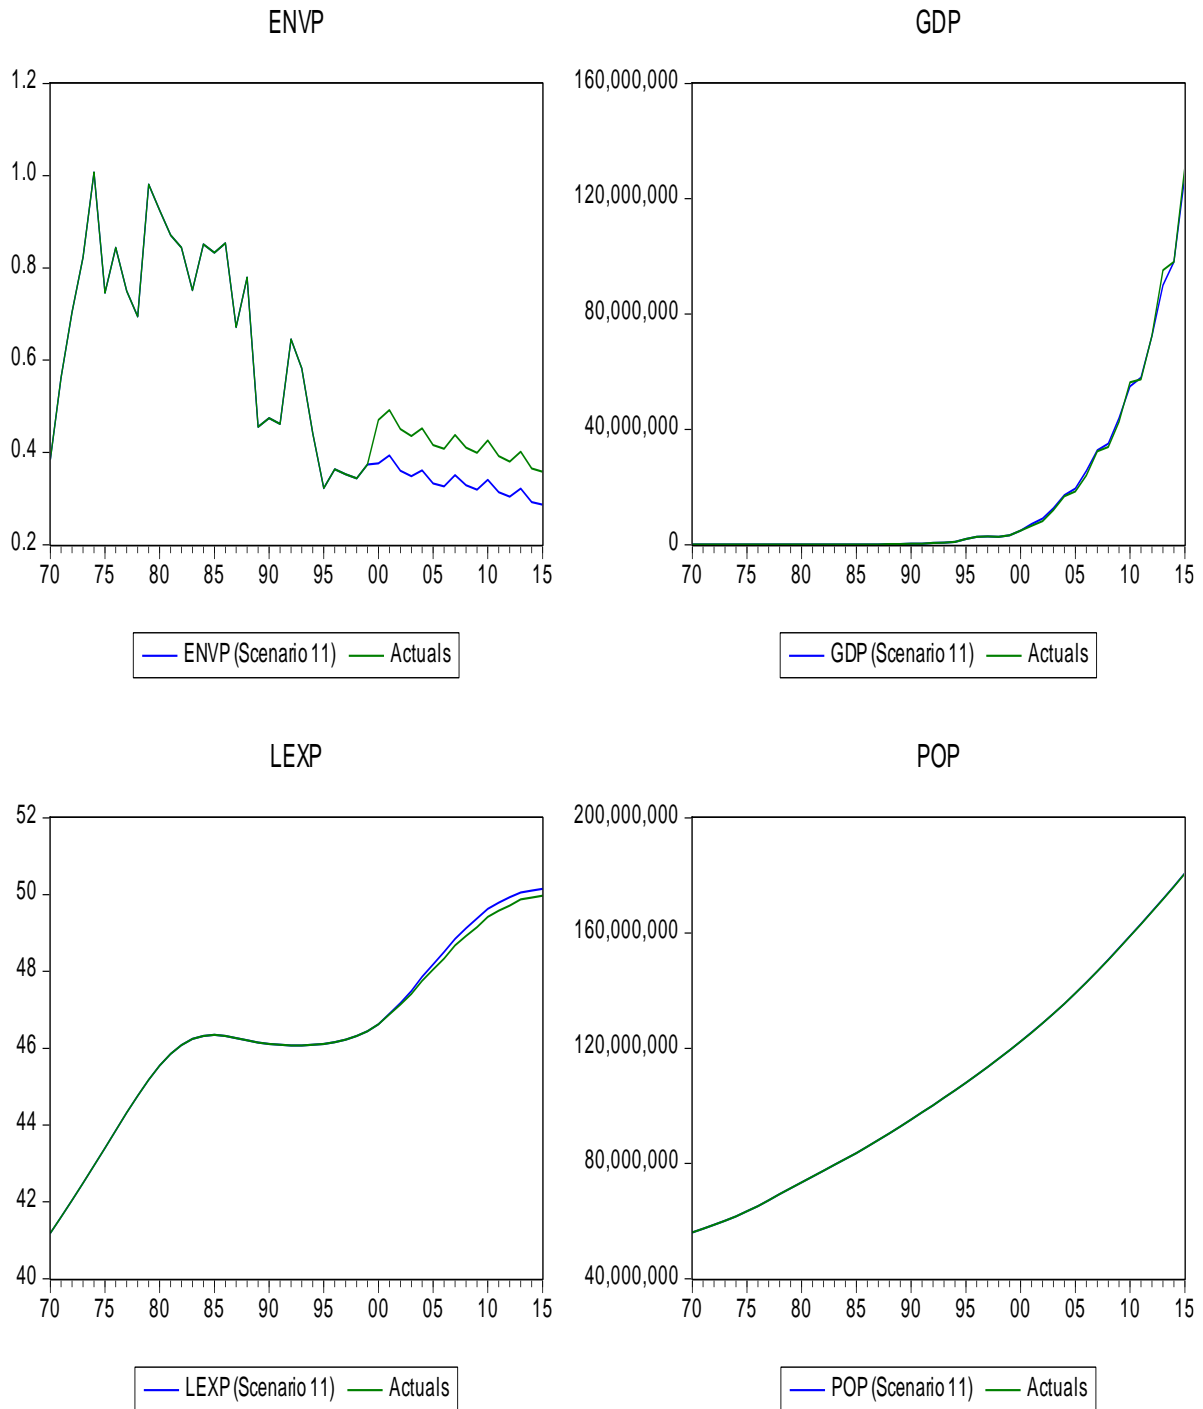 ENVP
1.2
1.0
0.8
0.6
0.4
0.2
70 75 80 85 90 95 00 05 10 15
ENVP (Scenario 11) Actuals
GDP
160,000,000
120,000,000
80,000,000
40,000,000
0
70 75 80 85 90 95 00 05 10 15
GDP (Scenario 11) Actuals
LEXP
52
50
48
46
44
42
40
70 75 80 85 90 95 00 05 10 15
LEXP (Scenario 11) Actuals
POP
200,000,000
160,000,000
120,000,000
80,000,000
40,000,000
70 75 80 85 90 95 00 05 10 15
POP (Scenario 11) Actuals